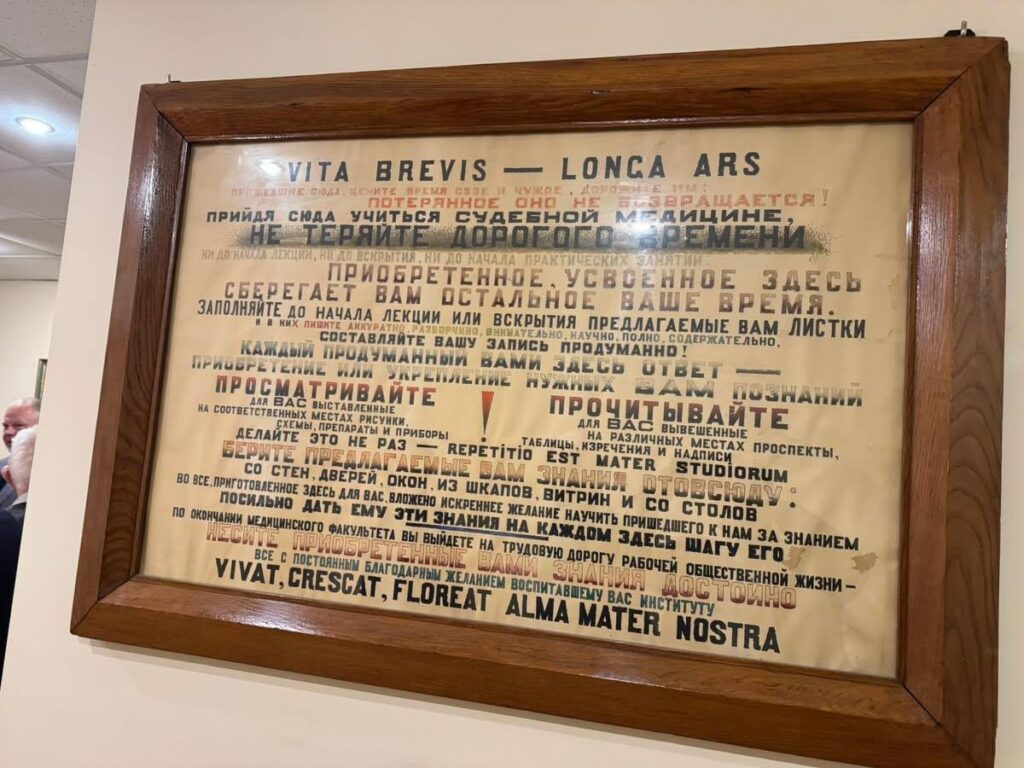 VITA BREVIS — LONGA ARS
ПРИШЕДШИЕ СЮДА, ЦЕНИТЕ ВРЕМЯ СВОЕ И ЧУЖОЕ, ДОРОЖИТЕ ИМ:
ПОТЕРЯННОЕ ОНО НЕ ВОЗВРАЩАЕТСЯ!
ПРИЙДЯ СЮДА УЧИТЬСЯ СУДЕБНОЙ МЕДИЦИНЕ,
НЕ ТЕРЯЙТЕ ДОРОГОГО ВРЕМЕНИ
НИ ДО НАЧАЛА ЛЕКЦИИ, НИ ДО ВСКРЫТИЯ, НИ ДО НАЧАЛА ПРАКТИЧЕСКИХ ЗАНЯТИЙ.
ПРИОБРЕТЕННОЕ, УСВОЕННОЕ ЗДЕСЬ
СБЕРЕГАЕТ ВАМ ОСТАЛЬНОЕ ВАШЕ ВРЕМЯ.
ЗАПОЛНЯЙТЕ ДО НАЧАЛА ЛЕКЦИИ ИЛИ ВСКРЫТИЯ ПРЕДЛАГАЕМЫЕ ВАМ ЛИСТКИ
И В НИХ ПИШИТЕ АККУРАТНО, РАЗБОРЧИВО, ВНИМАТЕЛЬНО, НАУЧНО, ПОЛНО, СОДЕРЖАТЕЛЬНО,
СОСТАВЛЯЙТЕ ВАШУ ЗАПИСЬ ПРОДУМАННО!
КАЖДЫЙ ПРОДУМАННЫЙ ВАМИ ЗДЕСЬ ОТВЕТ —
ПРИОБРЕТЕНИЕ ИЛИ УКРЕПЛЕНИЕ НУЖНЫХ ВАМ ПОЗНАНИЙ
ПРОСМАТРИВАЙТЕ
ДЛЯ ВАС ВЫСТАВЛЕННЫЕ
НА СООТВЕТСТВЕННЫХ МЕСТАХ РИСУНКИ,
СХЕМЫ, ПРЕПАРАТЫ И ПРИБОРЫ
!
ПРОЧИТЫВАЙТЕ
ДЛЯ ВАС ВЫВЕШЕННЫЕ
НА РАЗЛИЧНЫХ МЕСТАХ ПРОСПЕКТЫ,
ТАБЛИЦЫ, ИЗРЕЧЕНИЯ И НАДПИСИ
ДЕЛАЙТЕ ЭТО НЕ РАЗ — REPETITIO EST MATER STUDIORUM
БЕРИТЕ ПРЕДЛАГАЕМЫЕ ВАМ ЗНАНИЯ ОТОВСЮДУ:
СО СТЕН, ДВЕРЕЙ, ОКОН, ИЗ ШКАПОВ, ВИТРИН И СО СТОЛОВ
ВО ВСЕ, ПРИГОТОВЛЕННОЕ ЗДЕСЬ ДЛЯ ВАС, ВЛОЖЕНО ИСКРЕННЕЕ ЖЕЛАНИЕ НАУЧИТЬ ПРИШЕДШЕГО К НАМ ЗА ЗНАНИЕМ
ПОСИЛЬНО ДАТЬ ЕМУ ЭТИ ЗНАНИЯ НА КАЖДОМ ЗДЕСЬ ШАГУ ЕГО
ПО ОКОНЧАНИИ МЕДИЦИНСКОГО ФАКУЛЬТЕТА ВЫ ВЫЙДЕТЕ НА ТРУДОВУЮ ДОРОГУ РАБОЧЕЙ ОБЩЕСТВЕННОЙ ЖИЗНИ –
НЕСИТЕ ПРИОБРЕТЕННЫЕ ВАМИ ЗНАНИЯ ДОСТОЙНО
ВСЕ С ПОСТОЯННЫМ БЛАГОДАРНЫМ ЖЕЛАНИЕМ ВОСПИТАВШЕМУ ВАС ИНСТИТУТУ
VIVAT, CRESCAT, FLOREAT ALMA MATER NOSTRA